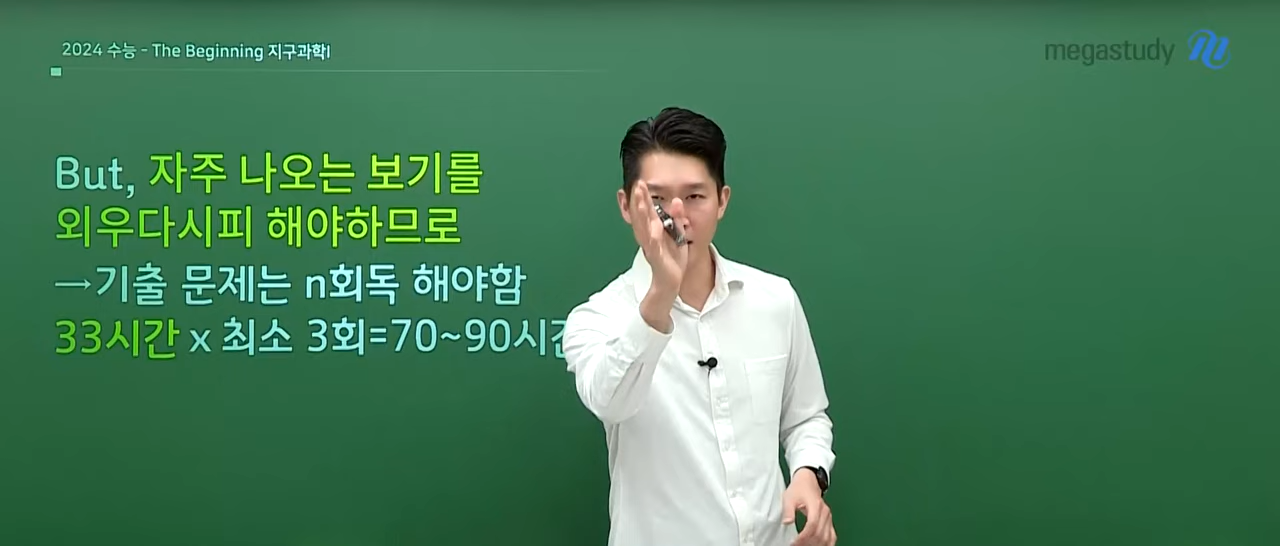 2024 수능 - The Beginning 지구과학I
megastudy
But, 자주 나오는 보기를
외우다시피 해야하므로
→기출 문제는 n회독 해야함
33시간 x 최소 3회=70~90시간